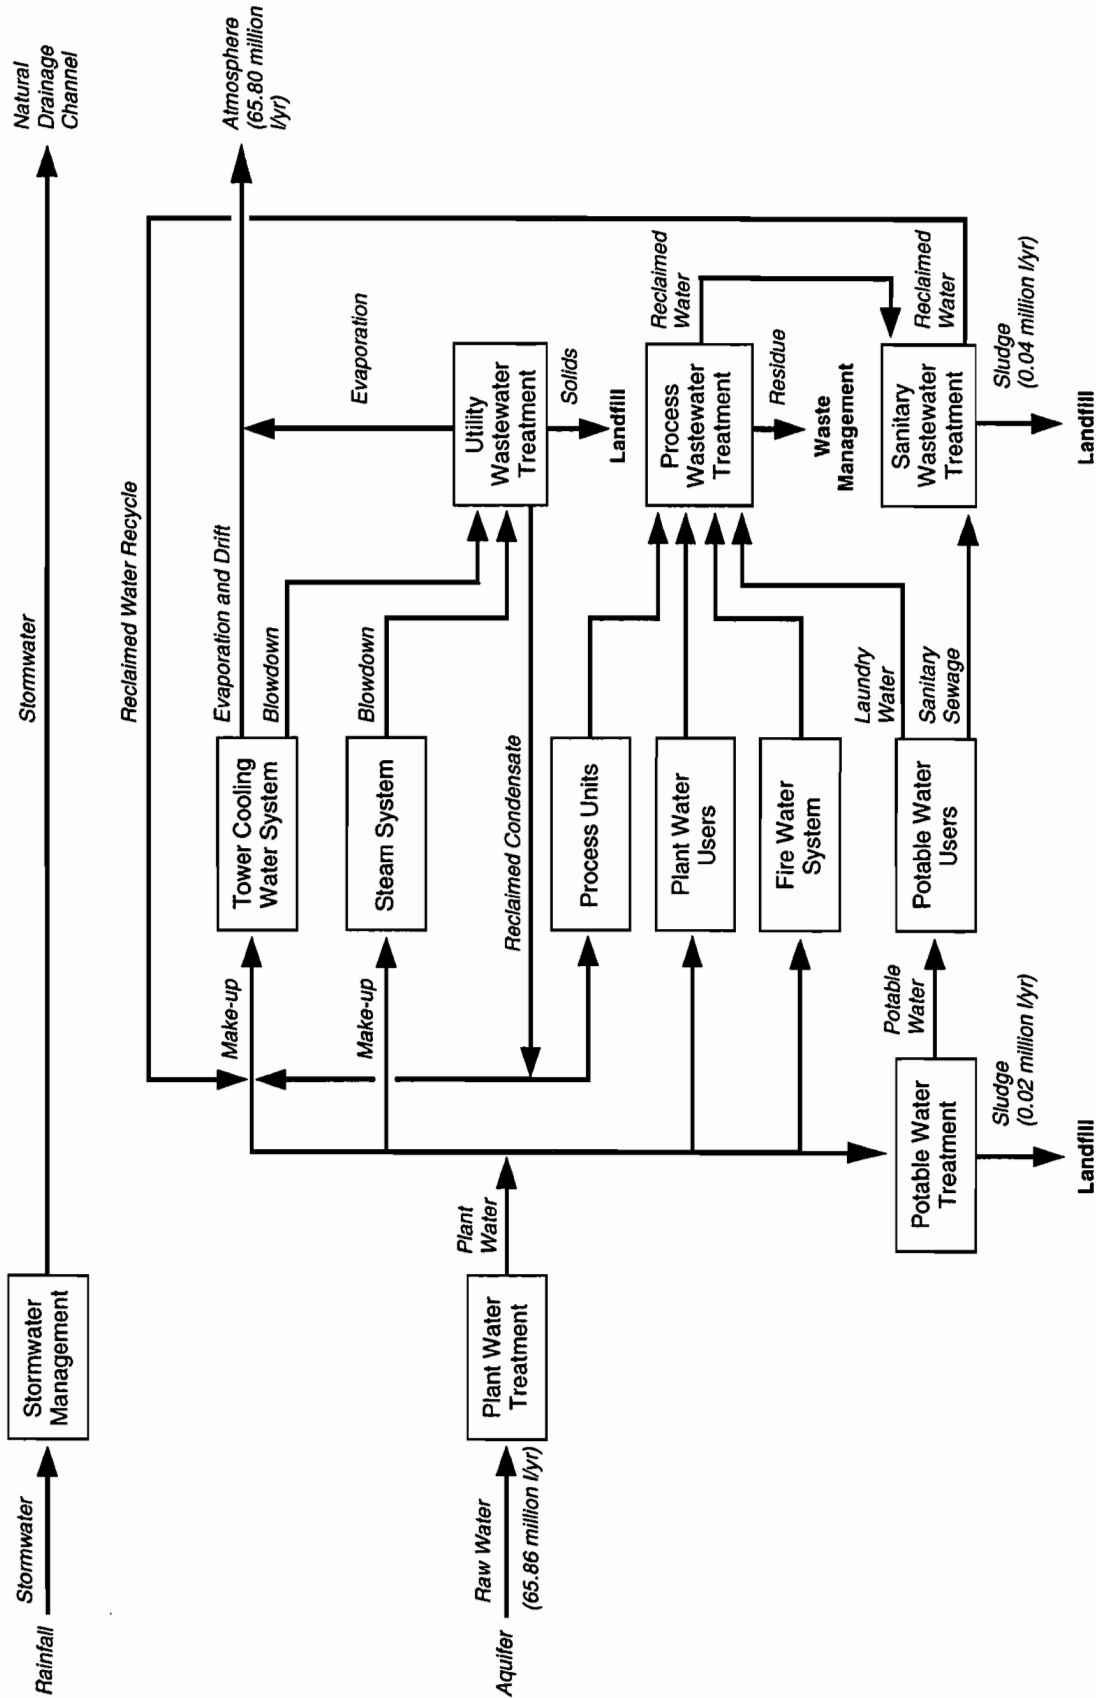 Rainfall
Stormwater
Stormwater
Management
Stormwater
Natural
Drainage
Channel
Reclaimed Water Recycle
Aquifer
Raw Water
(65.86 million l/yr)
Plant Water
Treatment
Plant
Water
Make-up
Tower Cooling
Water System
Evaporation and Drift
Blowdown
Atmosphere
(65.80 million
l/yr)
Make-up
Steam System
Blowdown
Evaporation
Utility
Wastewater
Treatment
Solids
Landfill
Reclaimed Condensate
Process Units
Plant Water
Users
Fire Water
System
Process
Wastewater
Treatment
Reclaimed
Water
Residue
Waste
Management
Potable Water
Treatment
Potable
Water
Potable Water
Users
Laundry
Water
Sanitary
Sewage
Sanitary
Wastewater
Treatment
Reclaimed
Water
Sludge
(0.02 million l/yr)
Landfill
Sludge
(0.04 million l/yr)
Landfill